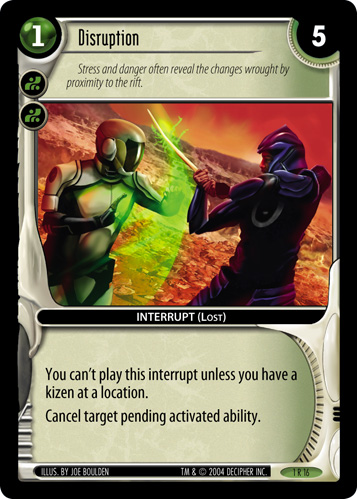 1
Disruption
5
Stress and danger often reveal the changes wrought by
proximity to the rift.
INTERRUPT (LOST)
You can't play this interrupt unless you have a
kizen at a location.
Cancel target pending activated ability.
ILLUS. BY JOE BOULDEN
TM & © 2004 DECIPHER INC.
1 R 16